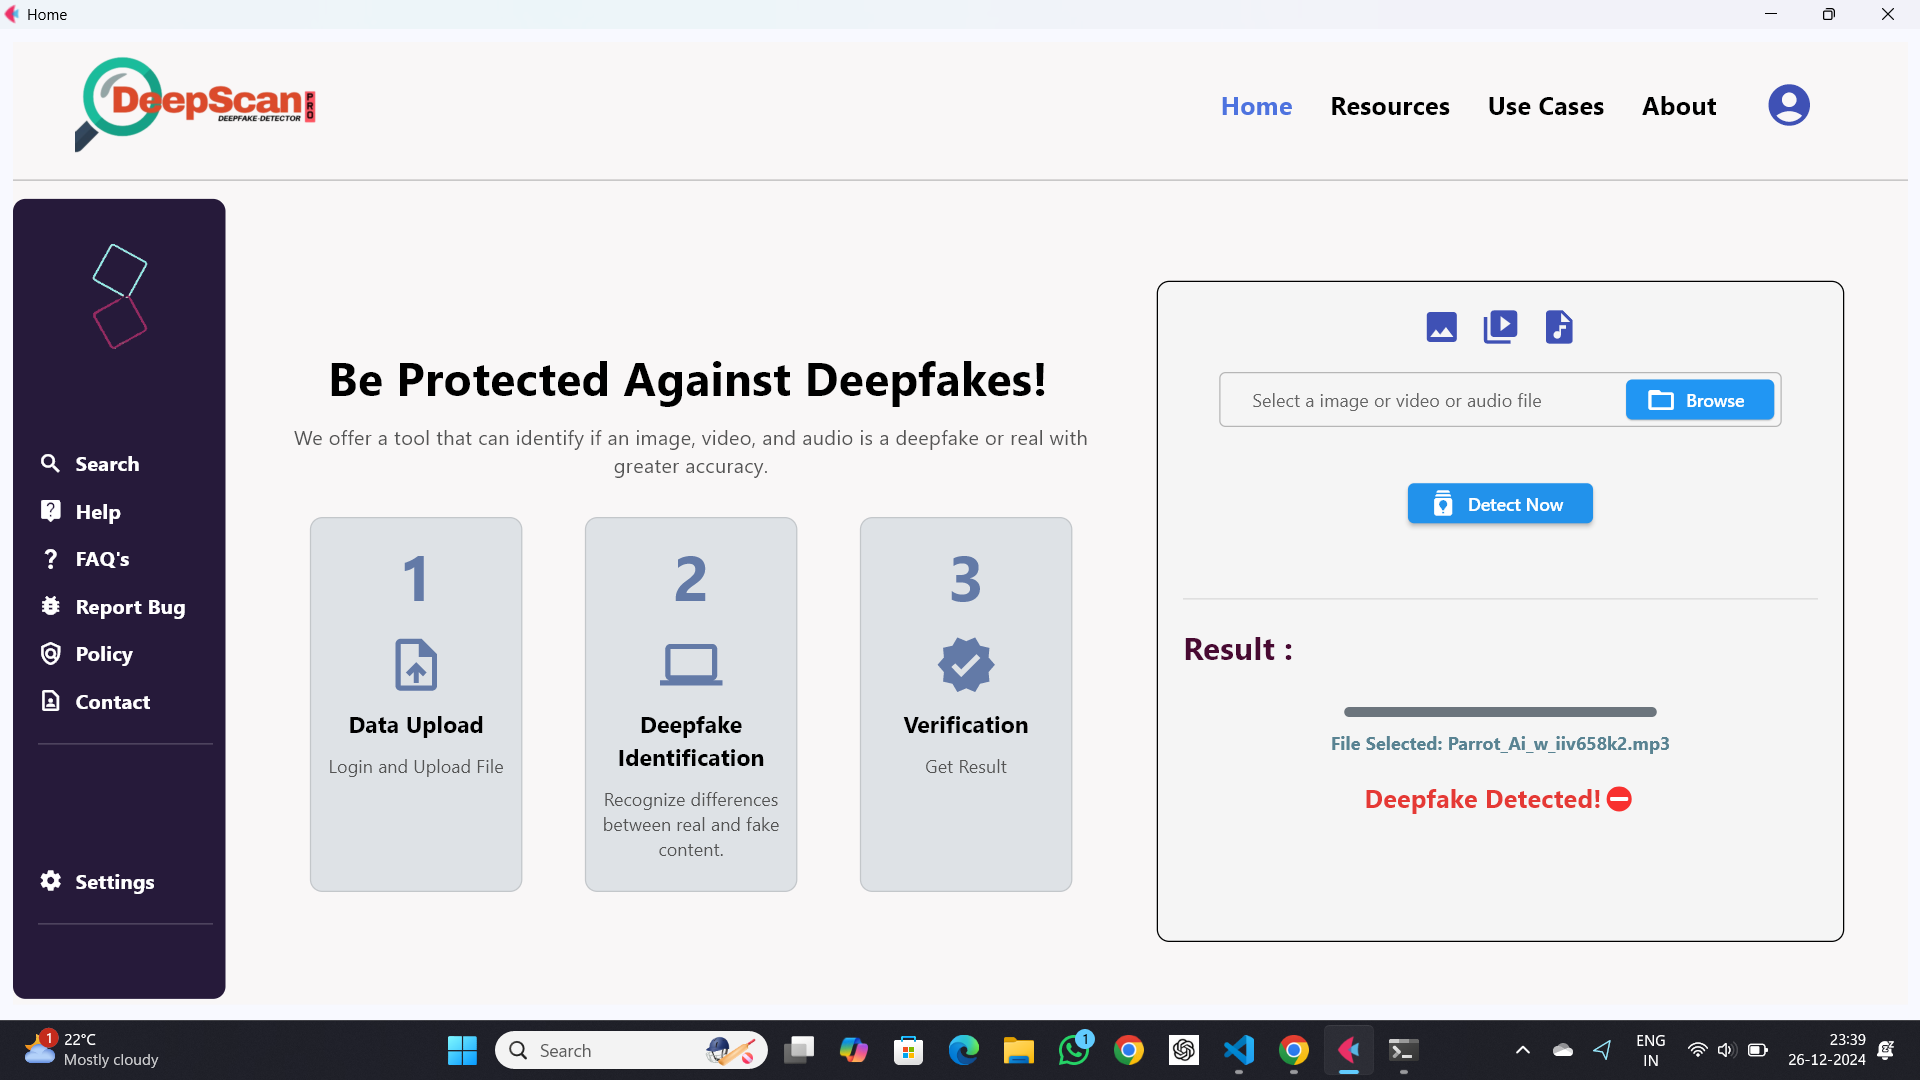 Home
DeepScan
PRO
DEEPFAKE-DETECTOR
Home
Resources
Use Cases
About
Search
Help
FAQ's
Report Bug
Policy
Contact
Settings
Be Protected Against Deepfakes!
We offer a tool that can identify if an image, video, and audio is a deepfake or real with
greater accuracy.
1
Data Upload
Login and Upload File
2
Deepfake
Identification
Recognize differences
between real and fake
content.
3
Verification
Get Result
Select a image or video or audio file
Browse
Detect Now
Result :
File Selected: Parrot_Ai_w_iiv658k2.mp3
Deepfake Detected!
1
22°C
Mostly cloudy
Search
1
ENG
IN
23:39
26-12-2024